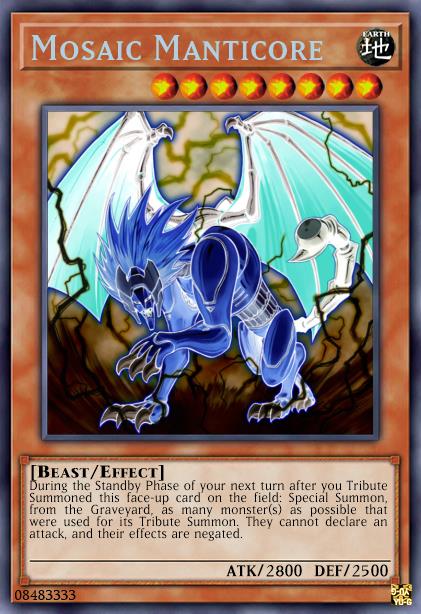 MOSAIC MANTICORE
EARTH
地
[BEAST/EFFECT]
During the Standby Phase of your next turn after you Tribute
Summoned this face-up card on the field: Special Summon,
from the Graveyard, as many monster(s) as possible that
were used for its Tribute Summon. They cannot declare an
attack, and their effects are negated.
ATK/2800 DEF/2500
08483333